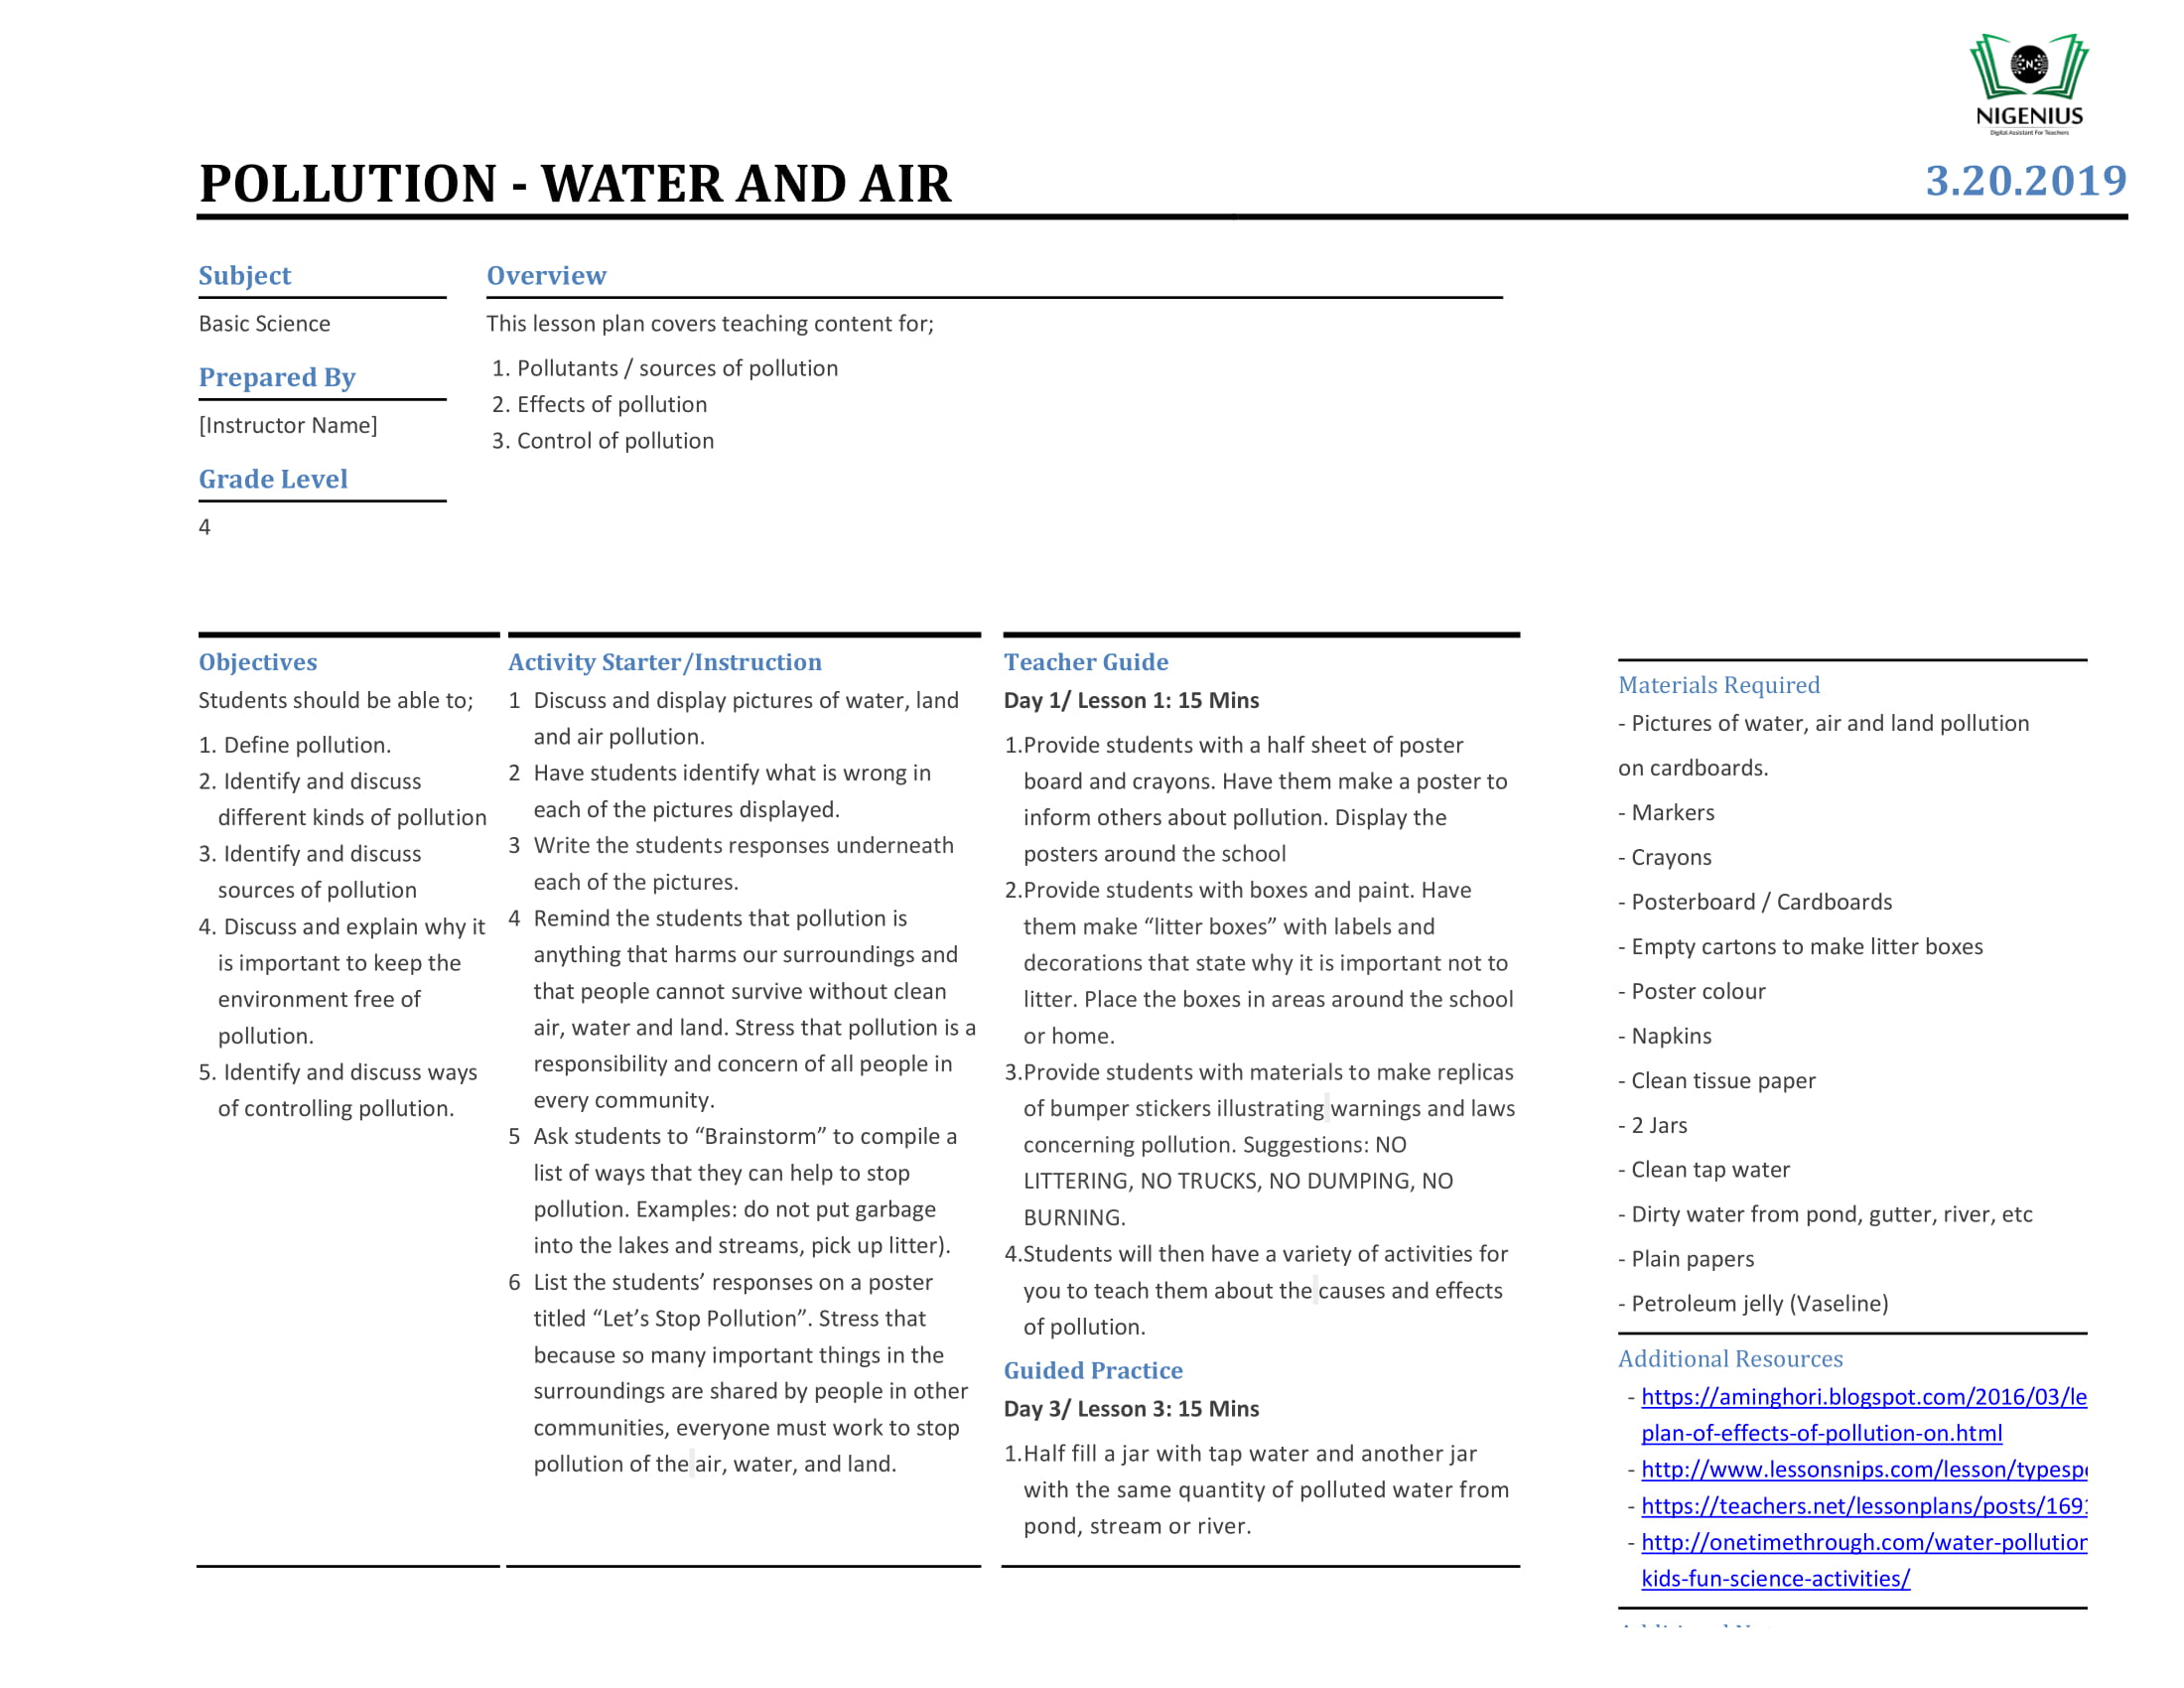 NIGENIUS
Digital Assistant For Teachers
POLLUTION - WATER AND AIR
3.20.2019
Subject
Basic Science
Prepared By
[Instructor Name]
Grade Level
4
Overview
This lesson plan covers teaching content for;
1. Pollutants / sources of pollution
2. Effects of pollution
3. Control of pollution
Objectives
Students should be able to;
1. Define pollution.
2. Identify and discuss
different kinds of pollution
3. Identify and discuss
sources of pollution
4. Discuss and explain why it
is important to keep the
environment free of
pollution.
5. Identify and discuss ways
of controlling pollution.
Activity Starter/Instruction
1 Discuss and display pictures of water, land
and air pollution.
2 Have students identify what is wrong in
each of the pictures displayed.
3 Write the students responses underneath
each of the pictures.
4 Remind the students that pollution is
anything that harms our surroundings and
that people cannot survive without clean
air, water and land. Stress that pollution is a
responsibility and concern of all people in
every community.
5 Ask students to “Brainstorm” to compile a
list of ways that they can help to stop
pollution. Examples: do not put garbage
into the lakes and streams, pick up litter).
6 List the students’ responses on a poster
titled “Let’s Stop Pollution”. Stress that
because so many important things in the
surroundings are shared by people in other
communities, everyone must work to stop
pollution of the air, water, and land.
Teacher Guide
Day 1/ Lesson 1: 15 Mins
1.Provide students with a half sheet of poster
board and crayons. Have them make a poster to
inform others about pollution. Display the
posters around the school
2.Provide students with boxes and paint. Have
them make “litter boxes” with labels and
decorations that state why it is important not to
litter. Place the boxes in areas around the school
or home.
3.Provide students with materials to make replicas
of bumper stickers illustrating warnings and laws
concerning pollution. Suggestions: NO
LITTERING, NO TRUCKS, NO DUMPING, NO
BURNING.
4.Students will then have a variety of activities for
you to teach them about the causes and effects
of pollution.
Guided Practice
Day 3/ Lesson 3: 15 Mins
1.Half fill a jar with tap water and another jar
with the same quantity of polluted water from
pond, stream or river.
Materials Required
- Pictures of water, air and land pollution
on cardboards.
- Markers
- Crayons
- Posterboard / Cardboards
- Empty cartons to make litter boxes
- Poster colour
- Napkins
- Clean tissue paper
- 2 Jars
- Clean tap water
- Dirty water from pond, gutter, river, etc
- Plain papers
- Petroleum jelly (Vaseline)
Additional Resources
- https://aminghori.blogspot.com/2016/03/le
plan-of-effects-of-pollution-on.html
- http://www.lessonsnips.com/lesson/typesp
- https://teachers.net/lessonplans/posts/169
- http://onetimethrough.com/water-pollution
kids-fun-science-activities/